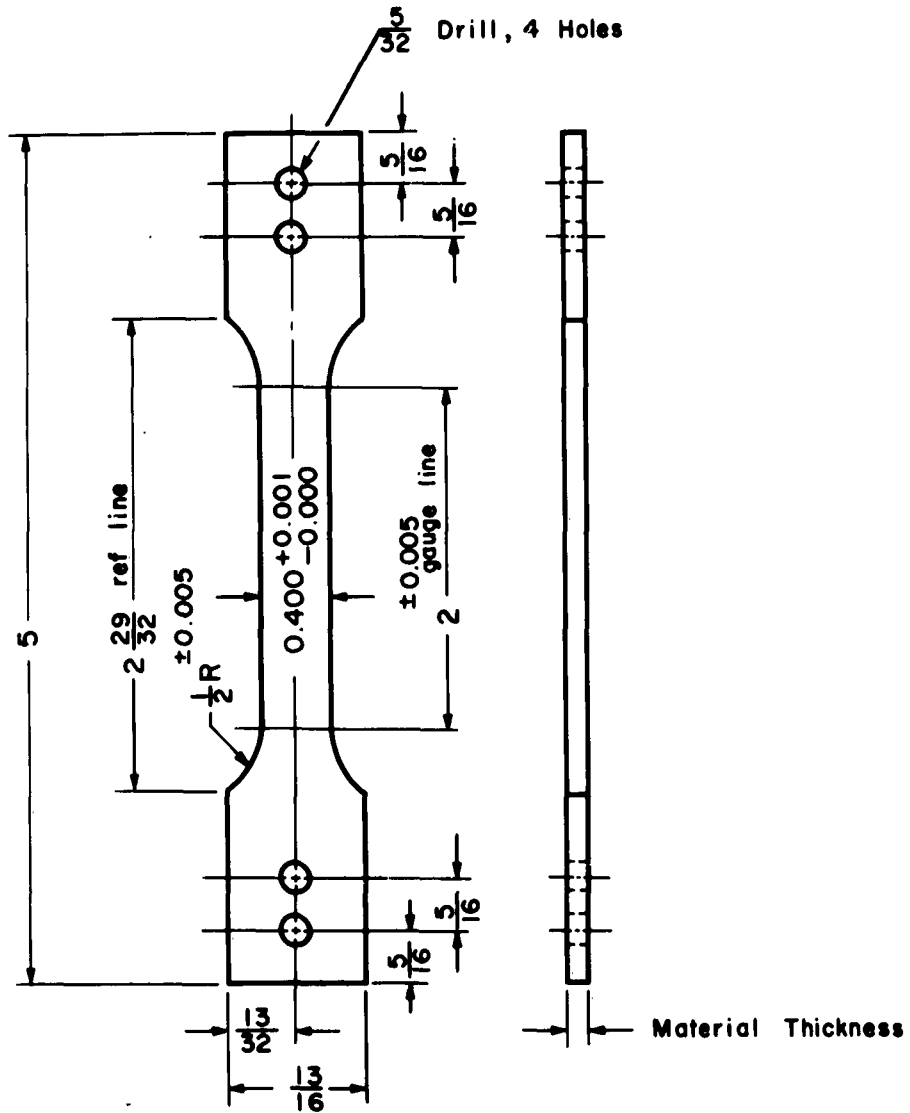 5/32 Drill, 4 Holes
5/16
5/16
5
2 29/32 ref line
±0.005
1/2 R
0.400 +0.001 -0.000
2 ±0.005 gauge line
5/16
5/16
13/32
13/16
Material Thickness